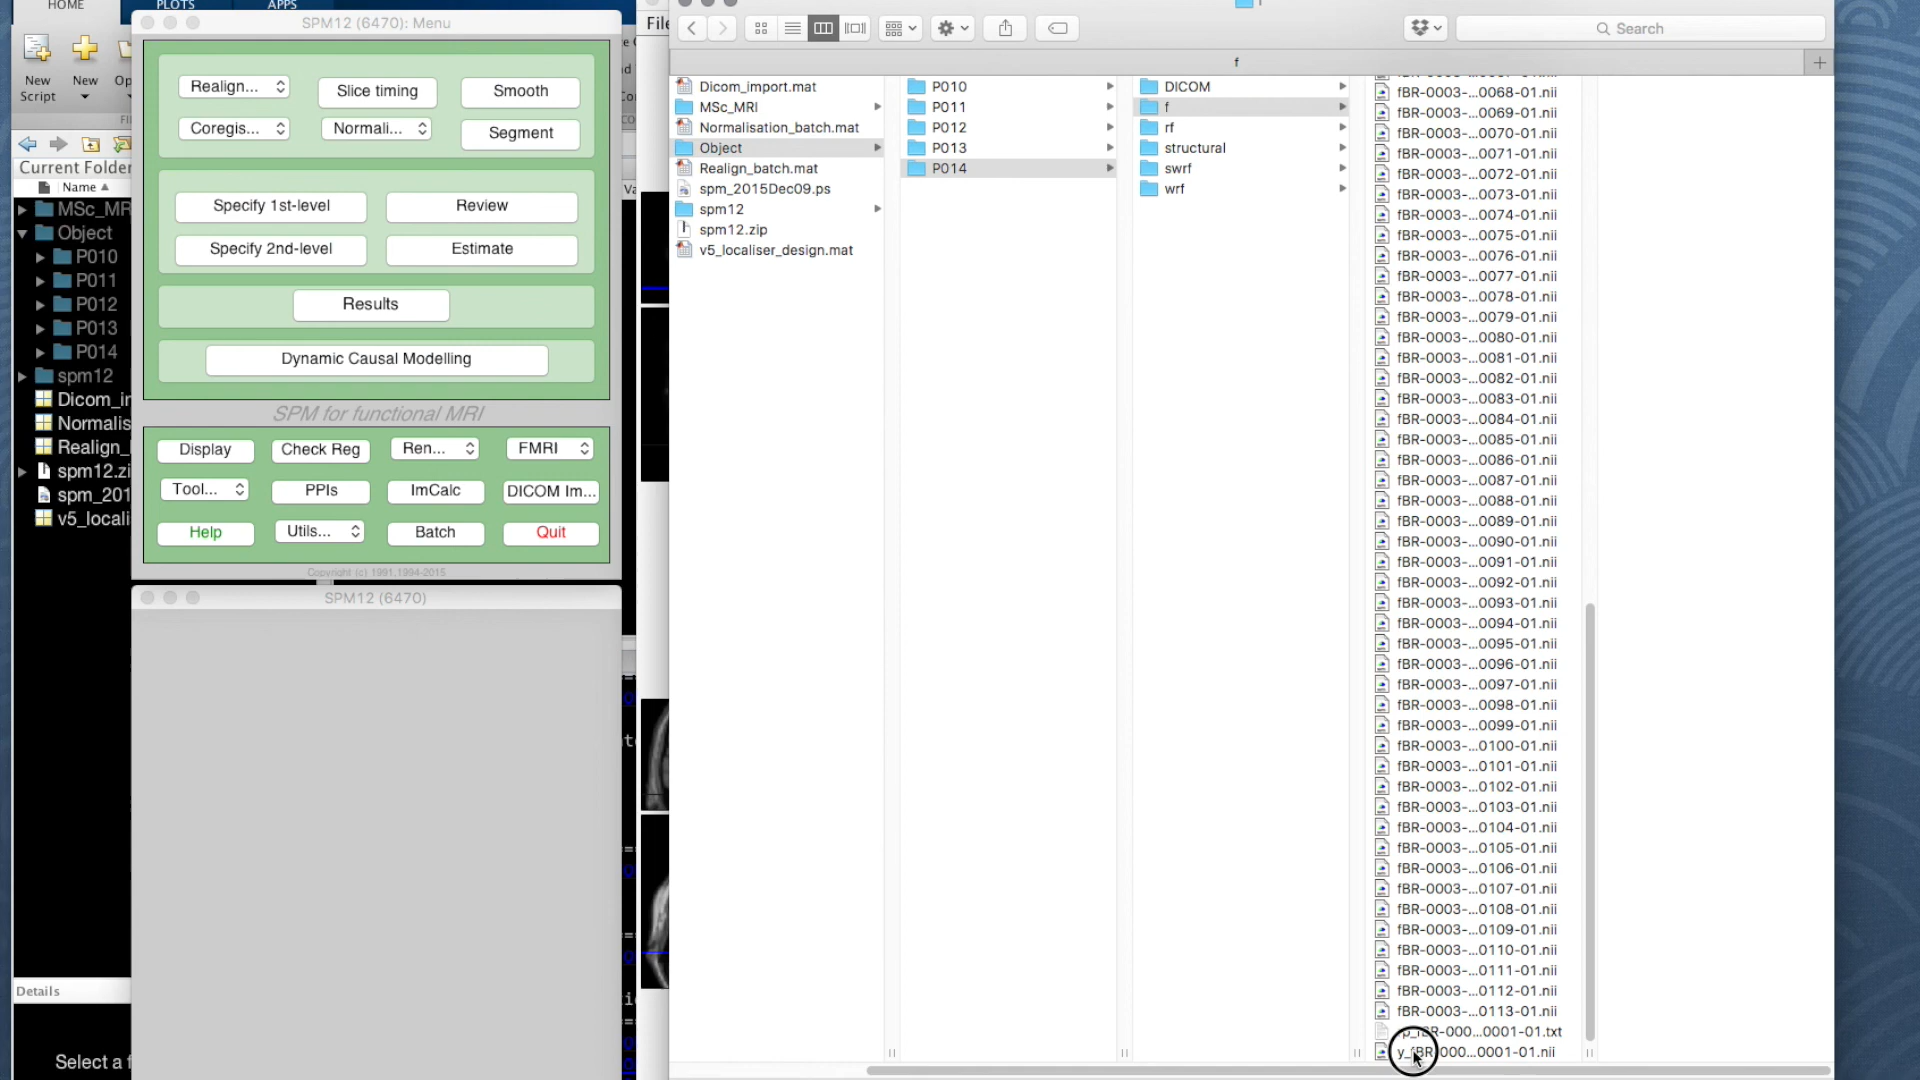 HOME
PLOTS
APPS
New
Script
New
Op
Current Folder
Name
MSc_MR
Object
P010
P011
P012
P013
P014
spm12
Dicom_i
Normalis
Realign_
spm12.zi
spm_201
v5_locali
Details
Select a f
SPM12 (6470): Menu
Realign...
Slice timing
Smooth
Coregis...
Normali...
Segment
Specify 1st-level
Review
Specify 2nd-level
Estimate
Results
Dynamic Causal Modelling
SPM for functional MRI
Display
Check Reg
Ren...
FMRI
Tool...
PPIs
ImCalc
DICOM Im...
Help
Utils...
Batch
Quit
Copyright (c) 1991,1994-2015
SPM12 (6470)
File
Search
f
Dicom_import.mat
MSc_MRI
Normalisation_batch.mat
Object
Realign_batch.mat
spm_2015Dec09.ps
spm12
spm12.zip
v5_localiser_design.mat
P010
P011
P012
P013
P014
DICOM
f
rf
structural
swrf
wrf
fBR-0003-...0068-01.nii
fBR-0003-...0069-01.nii
fBR-0003-...0070-01.nii
fBR-0003-...0071-01.nii
fBR-0003-...0072-01.nii
fBR-0003-...0073-01.nii
fBR-0003-...0074-01.nii
fBR-0003-...0075-01.nii
fBR-0003-...0076-01.nii
fBR-0003-...0077-01.nii
fBR-0003-...0078-01.nii
fBR-0003-...0079-01.nii
fBR-0003-...0080-01.nii
fBR-0003-...0081-01.nii
fBR-0003-...0082-01.nii
fBR-0003-...0083-01.nii
fBR-0003-...0084-01.nii
fBR-0003-...0085-01.nii
fBR-0003-...0086-01.nii
fBR-0003-...0087-01.nii
fBR-0003-...0088-01.nii
fBR-0003-...0089-01.nii
fBR-0003-...0090-01.nii
fBR-0003-...0091-01.nii
fBR-0003-...0092-01.nii
fBR-0003-...0093-01.nii
fBR-0003-...0094-01.nii
fBR-0003-...0095-01.nii
fBR-0003-...0096-01.nii
fBR-0003-...0097-01.nii
fBR-0003-...0098-01.nii
fBR-0003-...0099-01.nii
fBR-0003-...0100-01.nii
fBR-0003-...0101-01.nii
fBR-0003-...0102-01.nii
fBR-0003-...0103-01.nii
fBR-0003-...0104-01.nii
fBR-0003-...0105-01.nii
fBR-0003-...0106-01.nii
fBR-0003-...0107-01.nii
fBR-0003-...0108-01.nii
fBR-0003-...0109-01.nii
fBR-0003-...0110-01.nii
fBR-0003-...0111-01.nii
fBR-0003-...0112-01.nii
fBR-0003-...0113-01.nii
rp_fBR-000...0001-01.txt
y_fBR-000...0001-01.nii